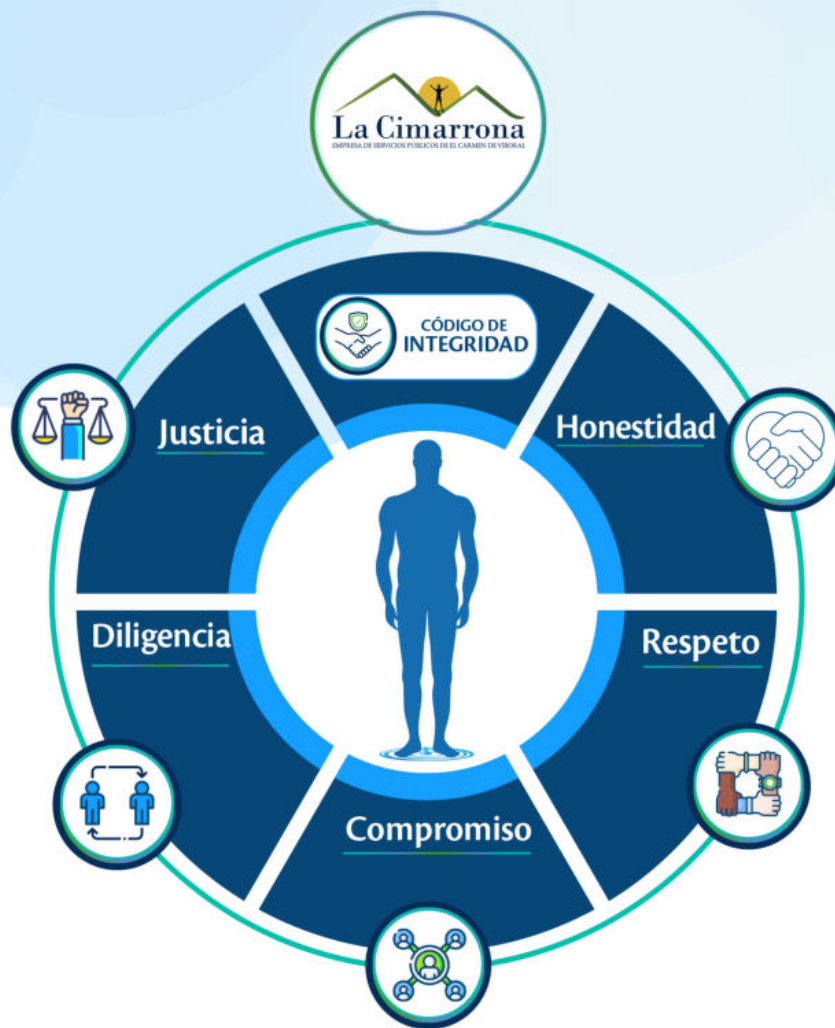 La Cimarrona
EMPRESA DE SERVICIOS PÚBLICOS DE EL CARMEN DE VIBORAL
CÓDIGO DE
INTEGRIDAD
Justicia
Honestidad
Diligencia
Respeto
Compromiso